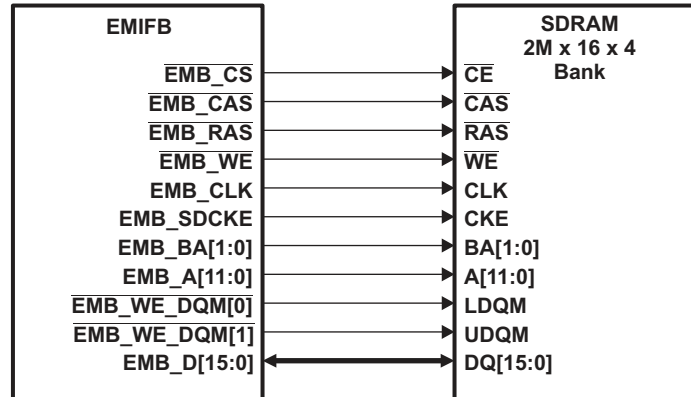 EMIFB
SDRAM
2M x 16 x 4
Bank
EMB_CS CE
EMB_CAS CAS
EMB_RAS RAS
EMB_WE WE
EMB_CLK CLK
EMB_SDCKE CKE
EMB_BA[1:0] BA[1:0]
EMB_A[11:0] A[11:0]
EMB_WE_DQM[0] LDQM
EMB_WE_DQM[1] UDQM
EMB_D[15:0] DQ[15:0]